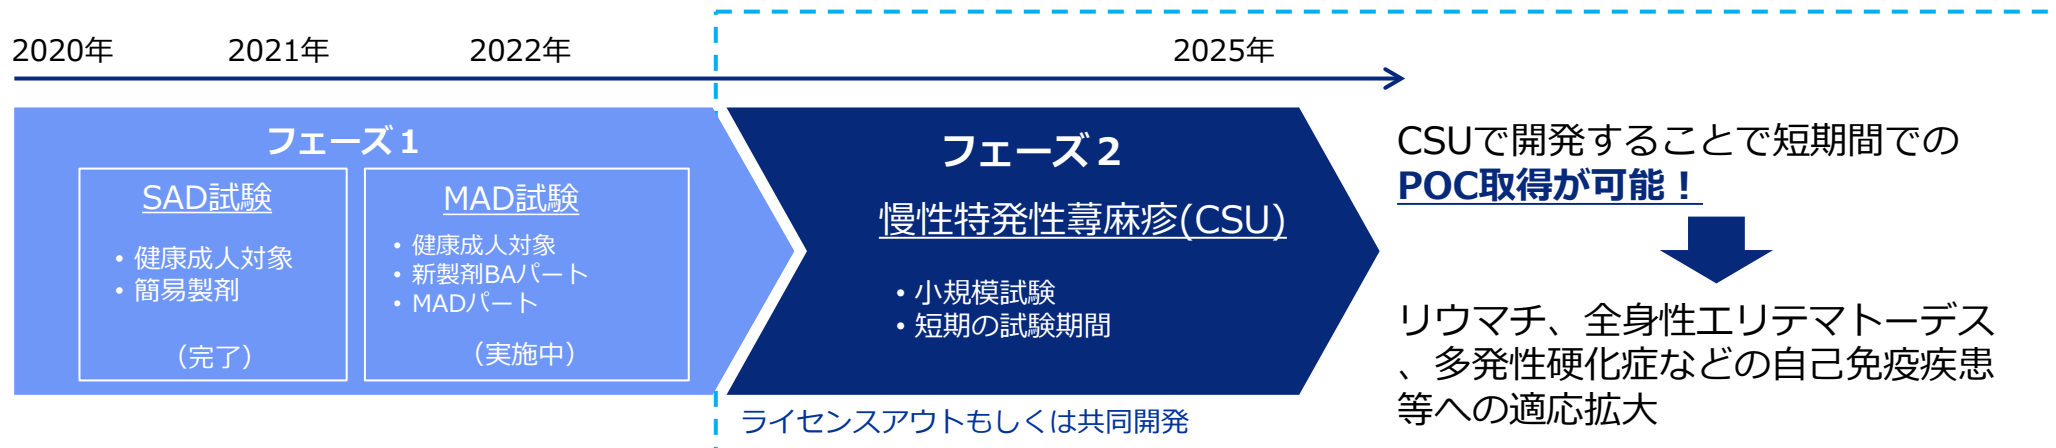 2020年 2021年 2022年 2025年
フェーズ１
SAD試験
• 健康成人対象
• 簡易製剤
（完了）
MAD試験
• 健康成人対象
• 新製剤BAパート
• MADパート
（実施中）
フェーズ２
慢性特発性蕁麻疹(CSU)
• 小規模試験
• 短期の試験期間
ライセンスアウトもしくは共同開発
CSUで開発することで短期間での
POC取得が可能！
リウマチ、全身性エリテマトーデス
、多発性硬化症などの自己免疫疾患
等への適応拡大